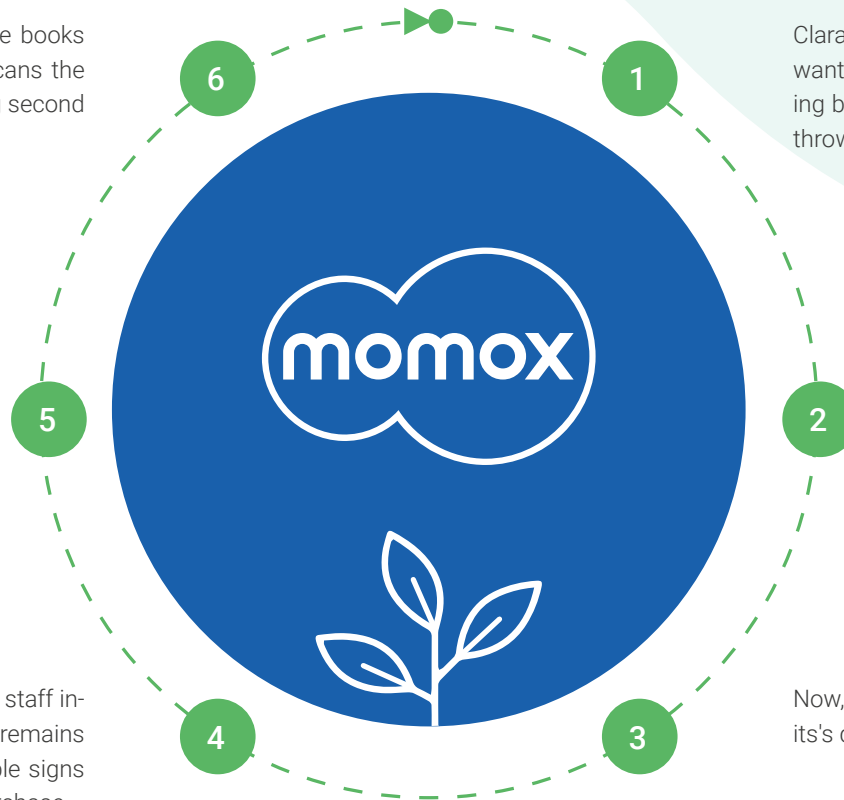 e books
cans the
second
6
1
Clara
want
ing b
throw
momox
5
2
staff in-
remains
ple signs
4
3
Now,
its's